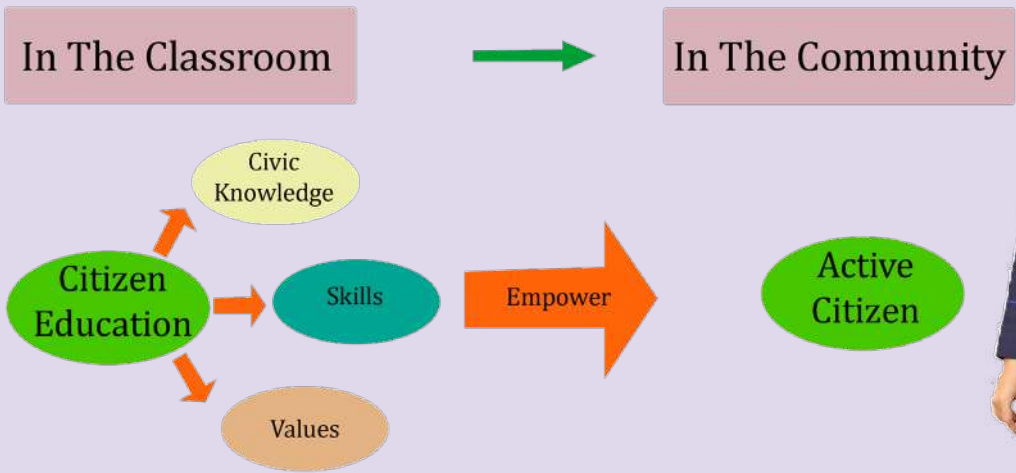 In The Classroom
In The Community
Civic
Knowledge
Citizen
Education
Skills
Empower
Active
Citizen
Values